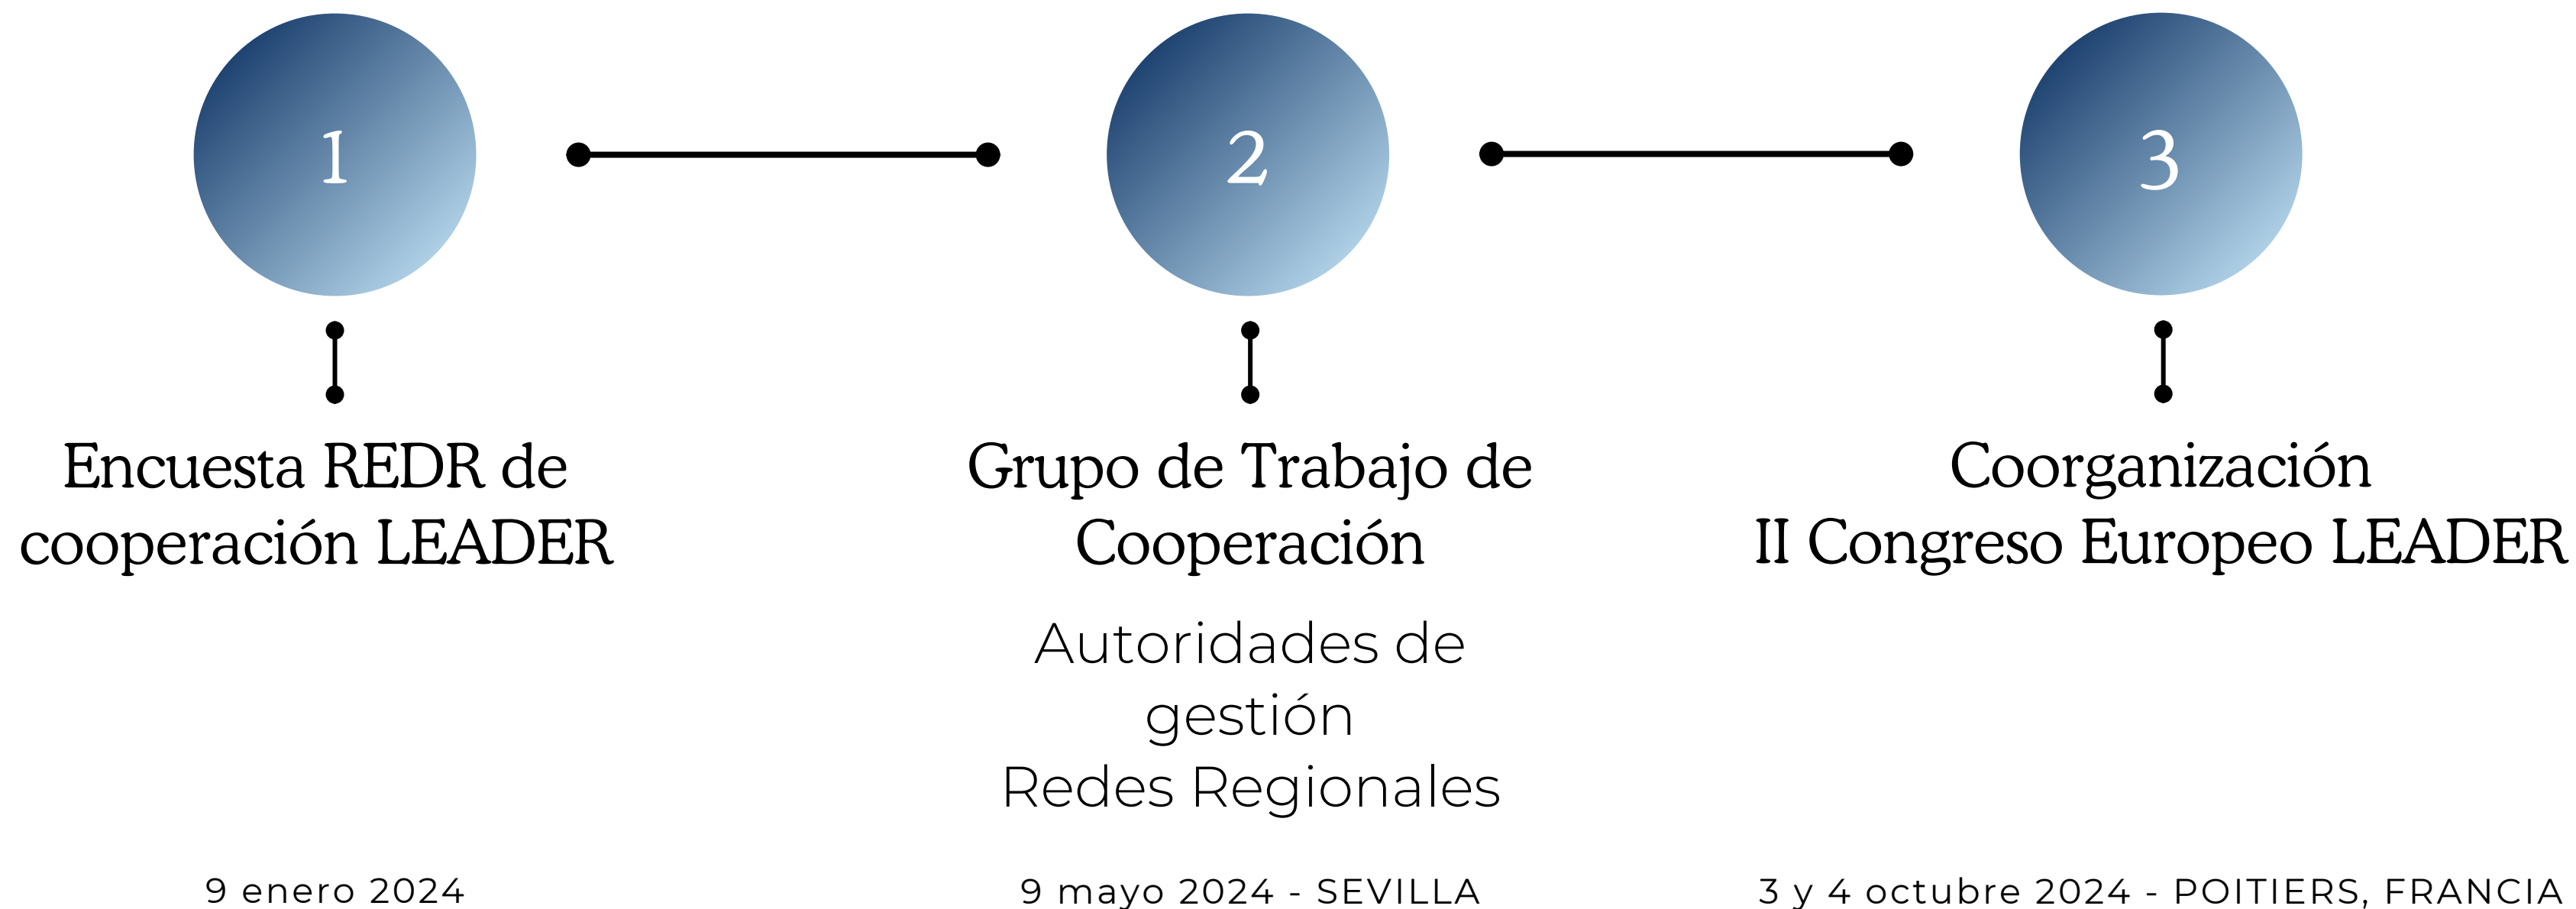 1
2
3
Encuesta REDR de
cooperación LEADER
Grupo de Trabajo de
Cooperación
Autoridades de
gestión
Redes Regionales
Coorganización
II Congreso Europeo LEADER
9 enero 2024
9 mayo 2024 - SEVILLA
3 y 4 octubre 2024 - POITIERS, FRANCIA